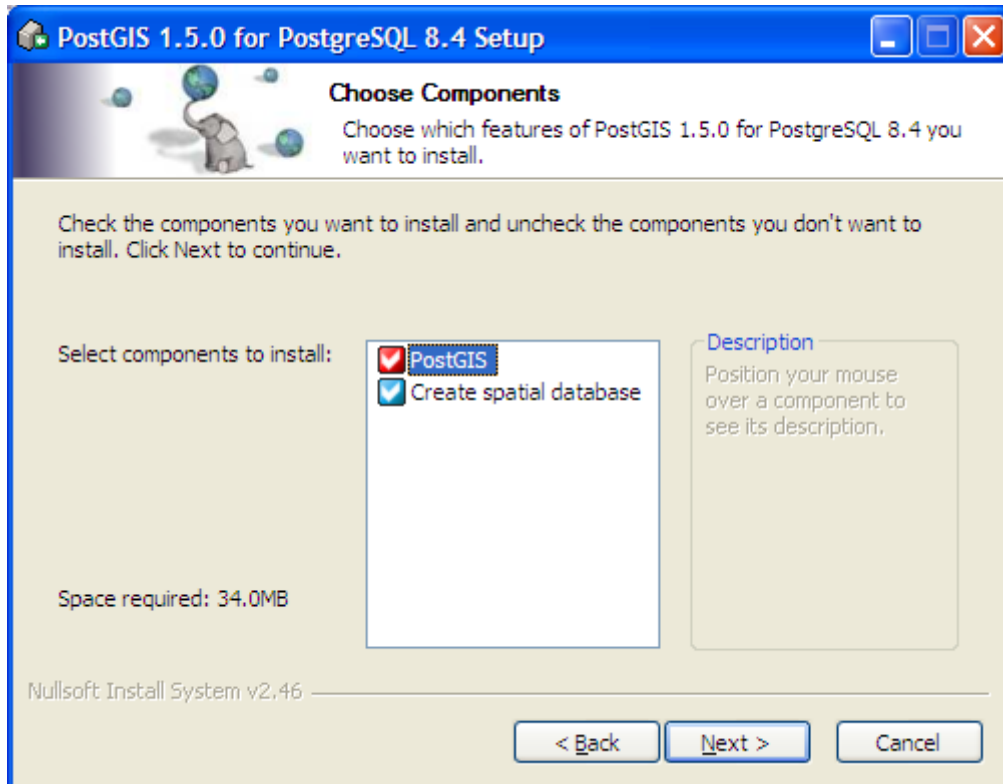 PostGIS 1.5.0 for PostgreSQL 8.4 Setup
Choose Components
Choose which features of PostGIS 1.5.0 for PostgreSQL 8.4 you
want to install.
Check the components you want to install and uncheck the components you don't want to
install. Click Next to continue.
Select components to install:
PostGIS
Create spatial database
Description
Position your mouse
over a component to
see its description.
Space required: 34.0MB
Nullsoft Install System v2.46
< Back
Next >
Cancel